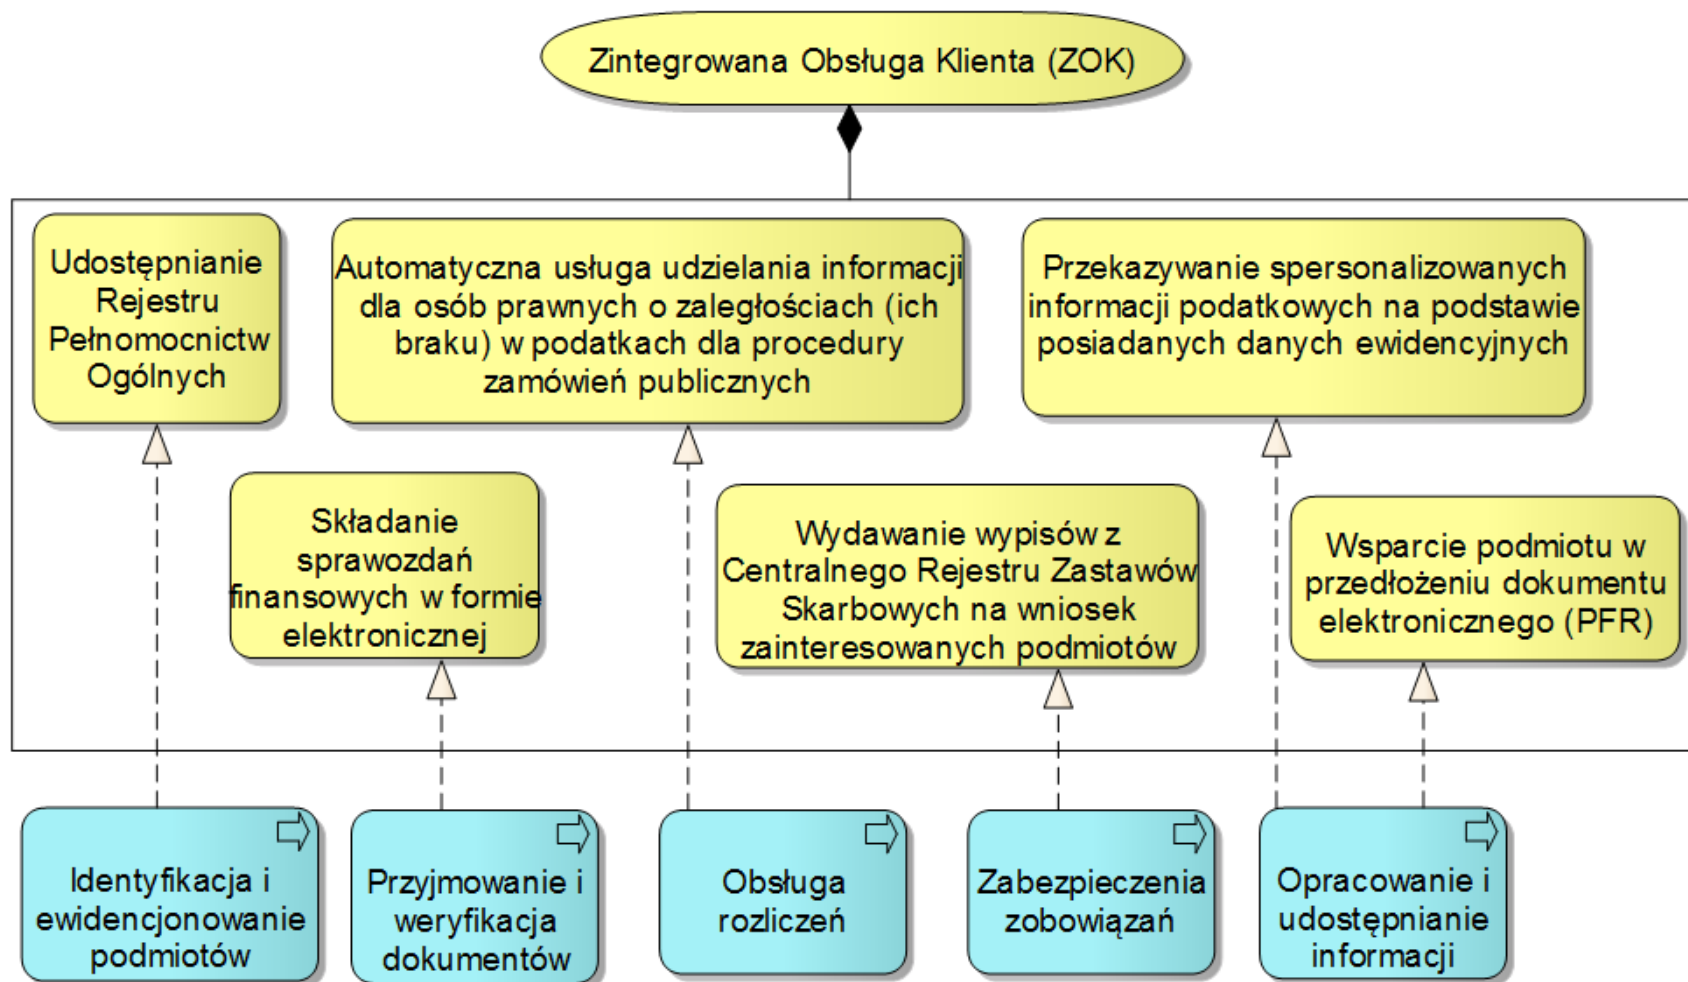 Zintegrowana Obsługa Klienta (ZOK)
Udostępnianie
Rejestru
Pełnomocnictw
Ogólnych
Automatyczna usługa udzielania informacji
dla osób prawnych o zaległościach (ich
braku) w podatkach dla procedury
zamówień publicznych
Przekazywanie spersonalizowanych
informacji podatkowych na podstawie
posiadanych danych ewidencyjnych
Składanie
sprawozdań
finansowych w formie
elektronicznej
Wydawanie wypisów z
Centralnego Rejestru Zastawów
Skarbowych na wniosek
zainteresowanych podmiotów
Wsparcie podmiotu w
przedłożeniu dokumentu
elektronicznego (PFR)
Identyfikacja i
ewidencjonowanie
podmiotów
Przyjmowanie i
weryfikacja
dokumentów
Obsługa
rozliczeń
Zabezpieczenia
zobowiązań
Opracowanie i
udostępnianie
informacji